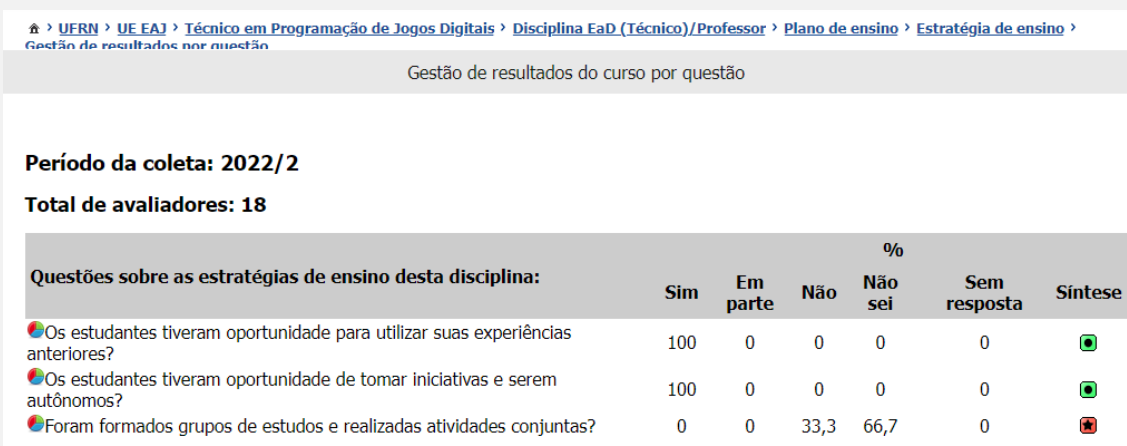 > UFRN > UE EAJ > Técnico em Programação de Jogos Digitais > Disciplina EaD (Técnico)/Professor > Plano de ensino > Estratégia de ensino >
Gestão de resultados por questão
Gestão de resultados do curso por questão
Período da coleta: 2022/2
Total de avaliadores: 18
%
Questões sobre as estratégias de ensino desta disciplina: Sim Em parte Não Não sei Sem resposta Síntese
Os estudantes tiveram oportunidade para utilizar suas experiências
anteriores? 100 0 0 0 0
Os estudantes tiveram oportunidade de tomar iniciativas e serem
autônomos? 100 0 0 0 0
Foram formados grupos de estudos e realizadas atividades conjuntas? 0 0 33,3 66,7 0